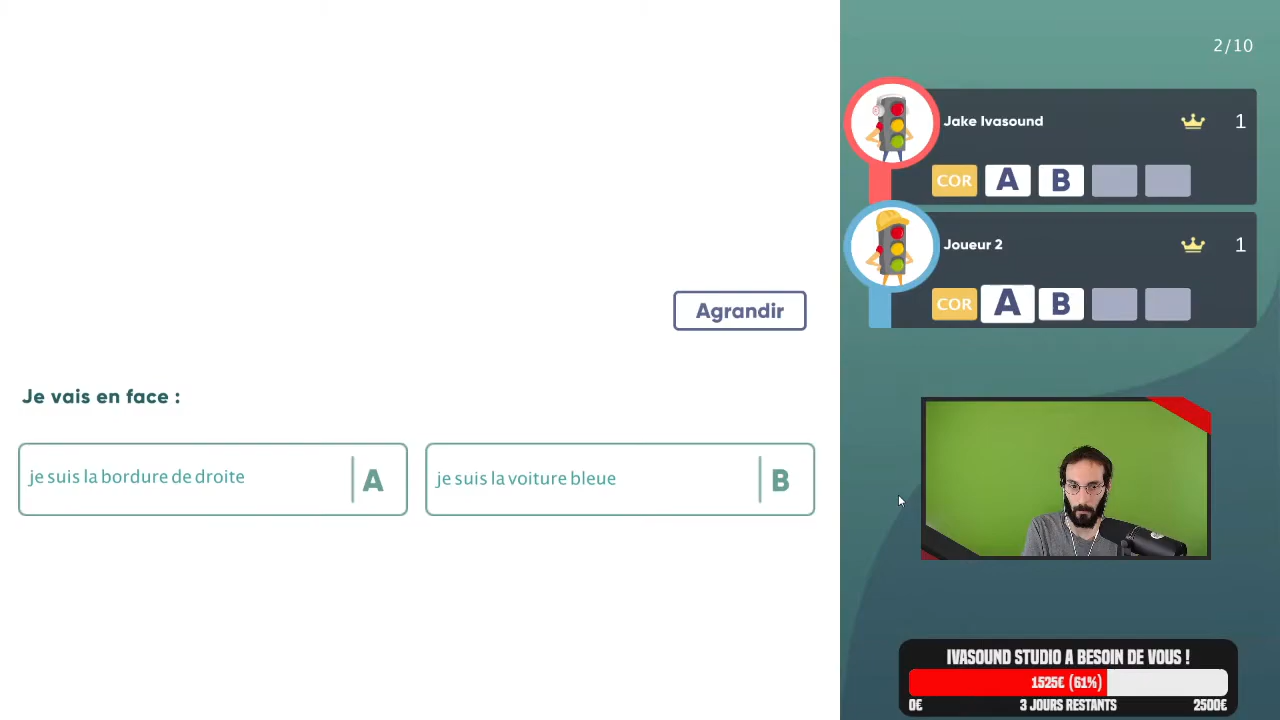 2/10
Jake Ivasound 1
COR A B
Joueur 2 1
COR A B
Agrandir
Je vais en face :
je suis la bordure de droite A
je suis la voiture bleue B
IVASOUND STUDIO A BESOIN DE VOUS !
1525€ (61%)
0€ 3 JOURS RESTANTS 2500€